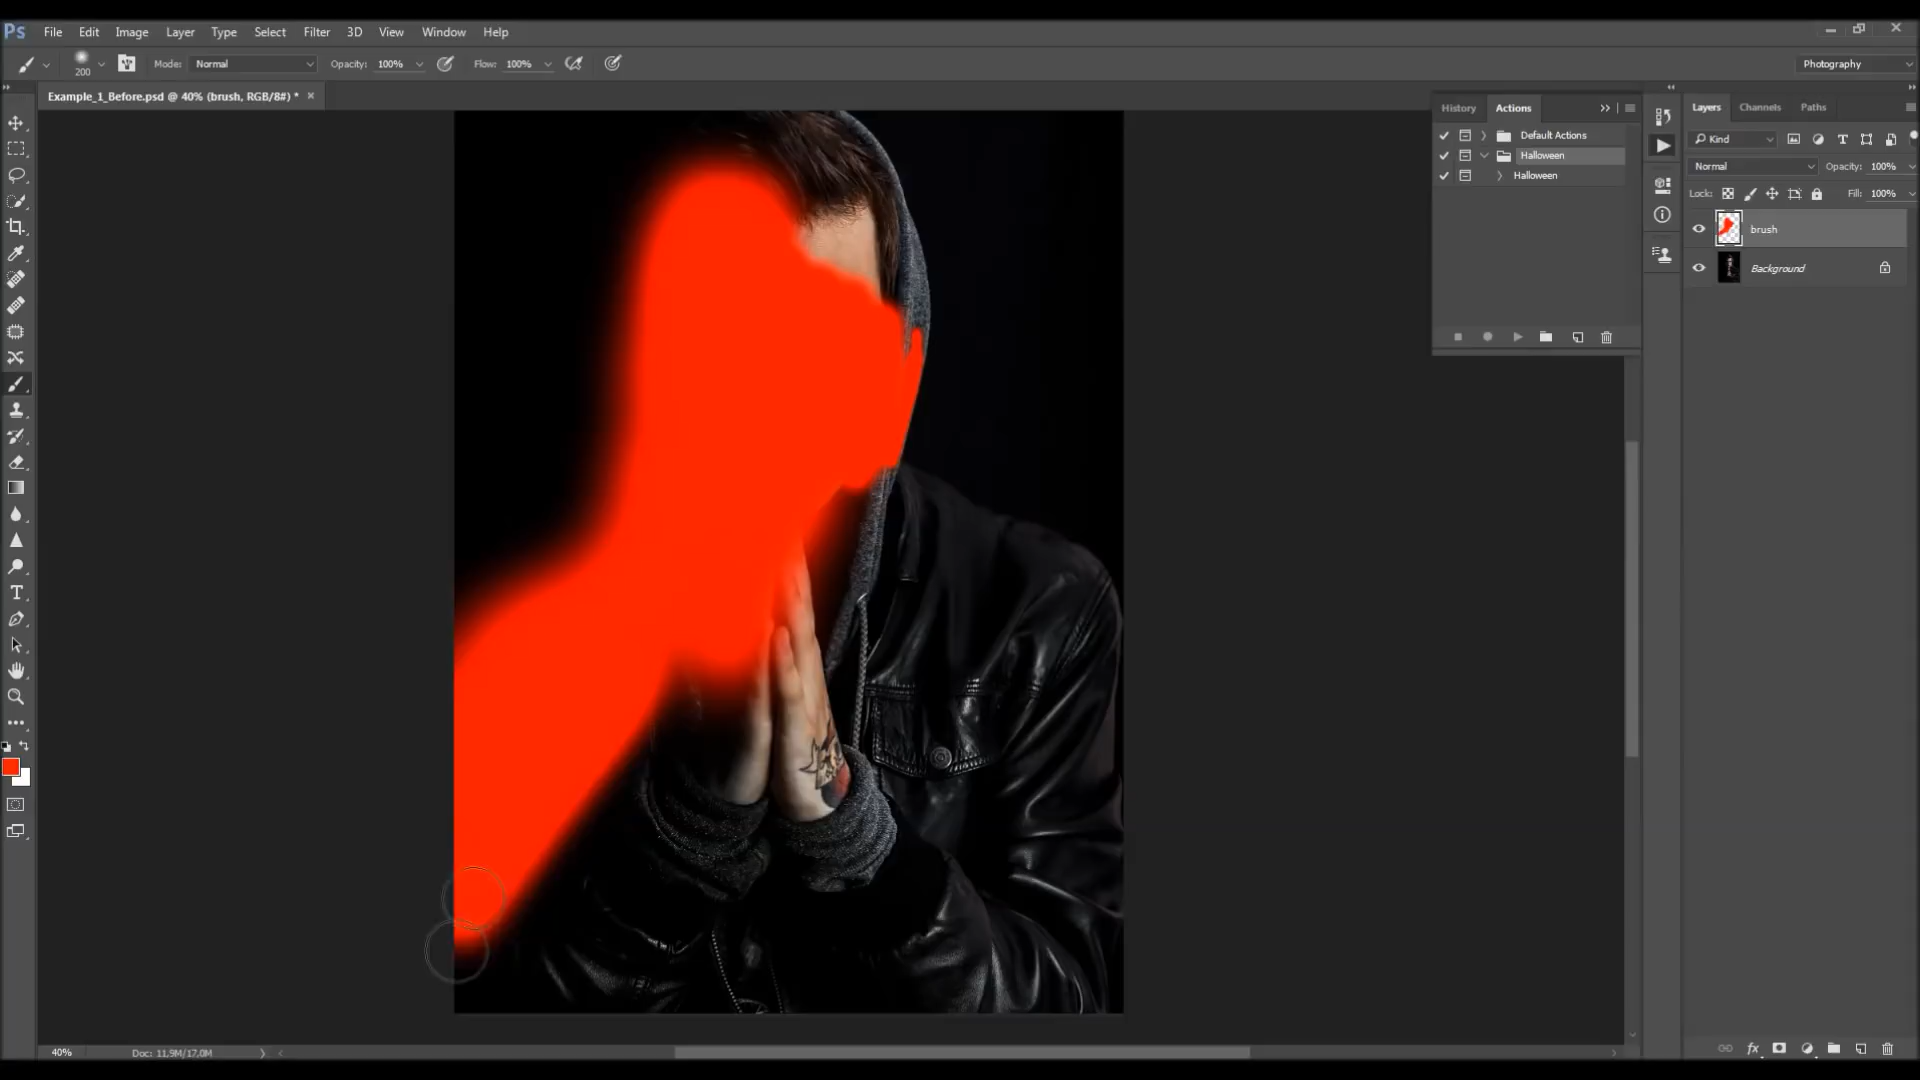 Ps File Edit Image Layer Type Select Filter 3D View Window Help
200 Mode: Normal Opacity: 100% Flow: 100% Photography
Example_1_Before.psd @ 40% (brush, RGB/8#) * ×
History Actions
Default Actions
Halloween
Halloween
Layers Channels Paths
Kind
Normal Opacity: 100%
Lock: Fill: 100%
brush
Background
40% Doc: 11,9M/17,0M